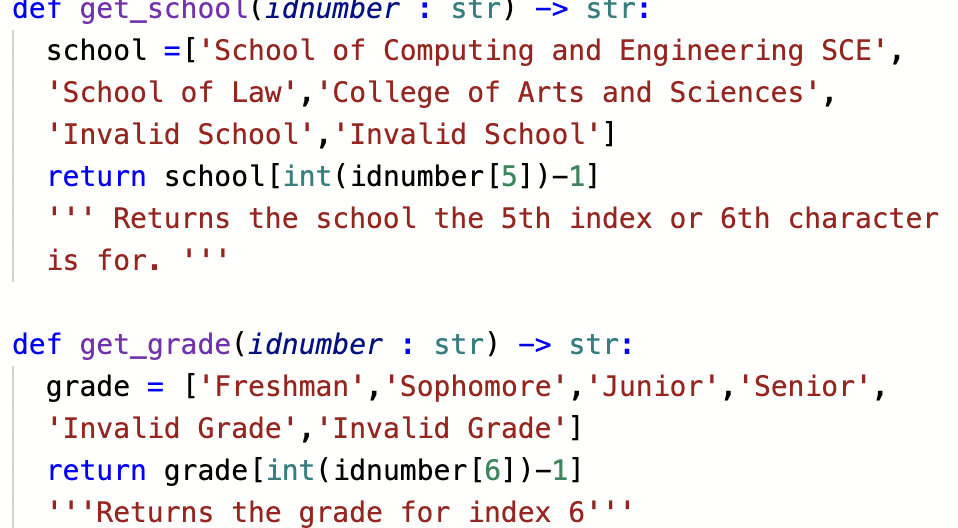 def get_school(idnumber : str) -> str:
school =['School of Computing and Engineering SCE',
'School of Law','College of Arts and Sciences',
'Invalid School','Invalid School']
return school[int(idnumber[5])-1]
''' Returns the school the 5th index or 6th character
is for. '''
def get_grade(idnumber : str) -> str:
grade = ['Freshman','Sophomore','Junior','Senior',
'Invalid Grade','Invalid Grade']
return grade[int(idnumber[6])-1]
'''Returns the grade for index 6'''